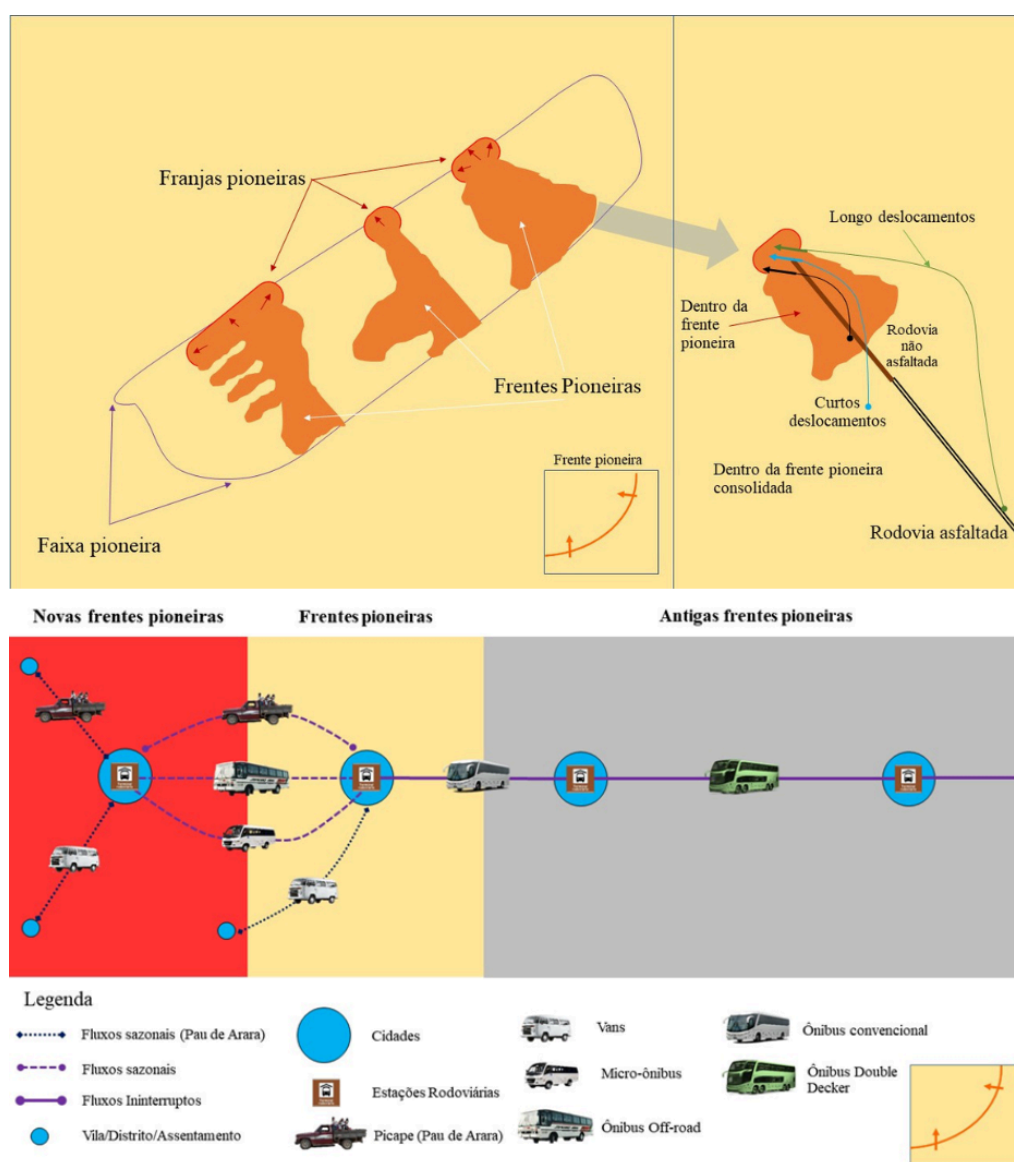 Franjas pioneiras
Frentes Pioneiras
Faixa pioneira
Frente pioneira
Longo deslocamentos
Dentro da
frente
pioneira
Rodovia
não
asfaltada
Curtos
deslocamentos
Dentro da frente pioneira
consolidada
Rodovia asfaltada
Novas frentes pioneiras
Frentes pioneiras
Antigas frentes pioneiras
Legenda
Fluxos sazonais (Pau de Arara)
Fluxos sazonais
Fluxos Ininterruptos
Vila/Distrito/Assentamento
Cidades
Estações Rodoviárias
Picape (Pau de Arara)
Vans
Micro-ônibus
Ônibus Off-road
Ônibus convencional
Ônibus Double
Decker